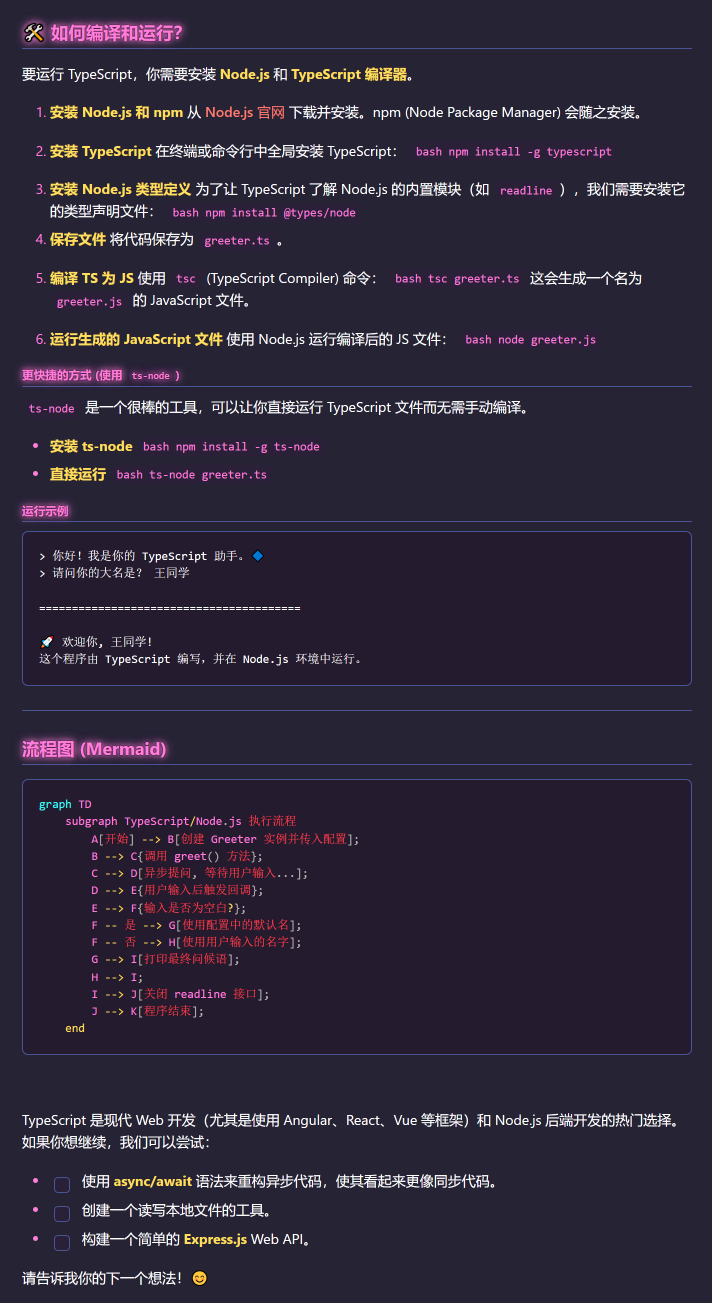 🛠️ 如何编译和运行?
要运行 TypeScript，你需要安装 Node.js 和 TypeScript 编译器。
1. 安装 Node.js 和 npm 从 Node.js 官网 下载并安装。npm (Node Package Manager) 会随之安装。
2. 安装 TypeScript 在终端或命令行中全局安装 TypeScript： bash npm install -g typescript
3. 安装 Node.js 类型定义 为了让 TypeScript 了解 Node.js 的内置模块（如 readline ），我们需要安装它
的类型声明文件： bash npm install @types/node
4. 保存文件 将代码保存为 greeter.ts 。
5. 编译 TS 为 JS 使用 tsc (TypeScript Compiler) 命令： bash tsc greeter.ts 这会生成一个名为
greeter.js 的 JavaScript 文件。
6. 运行生成的 JavaScript 文件 使用 Node.js 运行编译后的 JS 文件： bash node greeter.js
更快捷的方式 (使用 ts-node )
ts-node 是一个很棒的工具，可以让你直接运行 TypeScript 文件而无需手动编译。
• 安装 ts-node bash npm install -g ts-node
• 直接运行 bash ts-node greeter.ts
运行示例
> 你好！我是你的 TypeScript 助手。🔷
> 请问你的大名是？ 王同学
========================================
🚀 欢迎你, 王同学!
这个程序由 TypeScript 编写，并在 Node.js 环境中运行。
流程图 (Mermaid)
graph TD
    subgraph TypeScript/Node.js 执行流程
        A[开始] --> B[创建 Greeter 实例并传入配置];
        B --> C{调用 greet() 方法};
        C --> D[异步提问, 等待用户输入...];
        D --> E{用户输入后触发回调};
        E --> F{输入是否为空白?};
        F -- 是 --> G[使用配置中的默认名];
        F -- 否 --> H[使用用户输入的名字];
        G --> I[打印最终问候语];
        H --> I;
        I --> J[关闭 readline 接口];
        J --> K[程序结束];
    end
TypeScript 是现代 Web 开发（尤其是使用 Angular、React、Vue 等框架）和 Node.js 后端开发的热门选择。
如果你想继续，我们可以尝试：
• 使用 async/await 语法来重构异步代码，使其看起来更像同步代码。
• 创建一个读写本地文件的工具。
• 构建一个简单的 Express.js Web API。
请告诉我你的下一个想法！😊